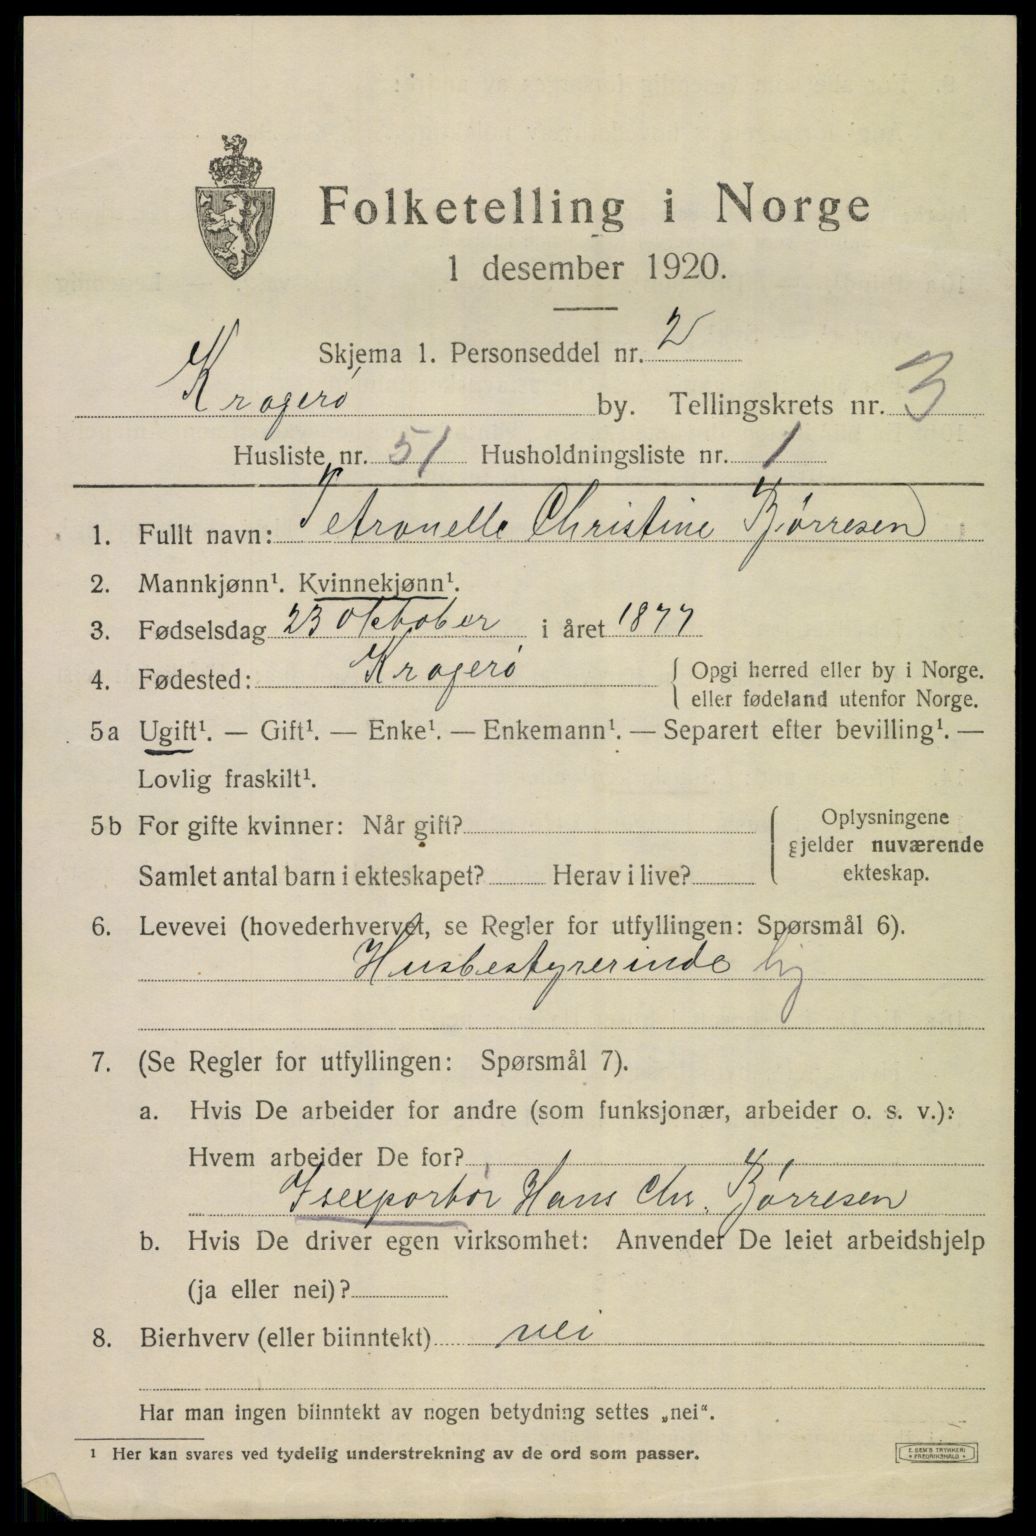 Folketelling i Norge
1 desember 1920.
Skjema 1. Personseddel nr. 2
Kragerø by. Tellingskrets nr. 3
Husliste nr. 51 Husholdningsliste nr. 1
1. Fullt navn: Petronelle Christine Børresen
2. Mannkjønn¹. Kvinnekjønn¹.
3. Fødselsdag 23 oktober i året 1877
4. Fødested: Kragerø { Opgi herred eller by i Norge.
eller fødeland utenfor Norge.
5a Ugift¹. — Gift¹. — Enke¹. — Enkemann¹. — Separert efter bevilling¹. —
Lovlig fraskilt¹.
5b For gifte kvinner: Når gift? { Oplysningene
gjelder nuværende
Samlet antal barn i ekteskapet? Herav i live? ekteskap.
6. Levevei (hovederhvervet, se Regler for utfyllingen: Spørsmål 6).
Husbestyrerinde
7. (Se Regler for utfyllingen: Spørsmål 7).
a. Hvis De arbeider for andre (som funksjonær, arbeider o. s. v.):
Hvem arbeider De for?
Isexportør Hans Chr. Børresen
b. Hvis De driver egen virksomhet: Anvender De leiet arbeidshjelp
(ja eller nei)?
8. Bierhverv (eller biinntekt) nei
Har man ingen biinntekt av nogen betydning settes „nei“.
¹ Her kan svares ved tydelig understrekning av de ord som passer.
E. SEM'S TRYKKERI
FREDRIKSHALD